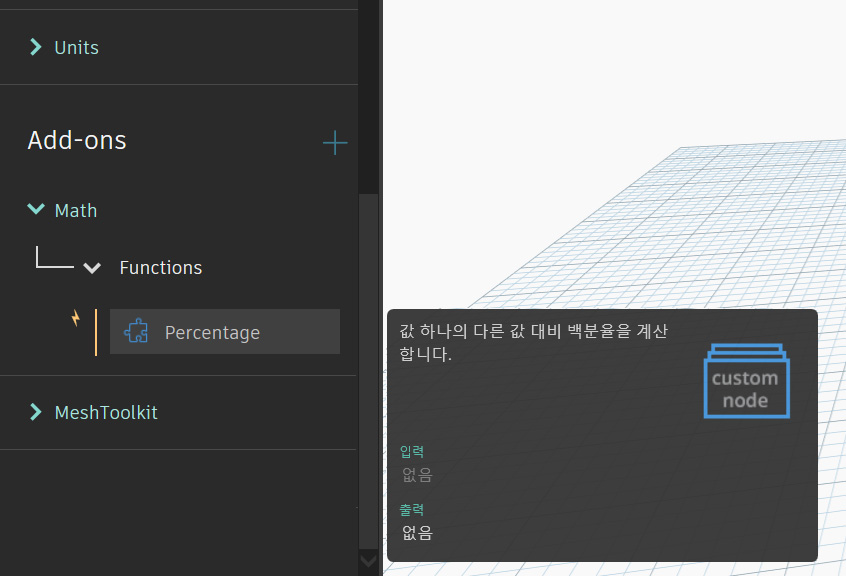 Units
Add-ons
Math
Functions
Percentage
MeshToolkit
값 하나의 다른 값 대비 백분율을 계산
합니다.
custom
node
입력
없음
출력
없음